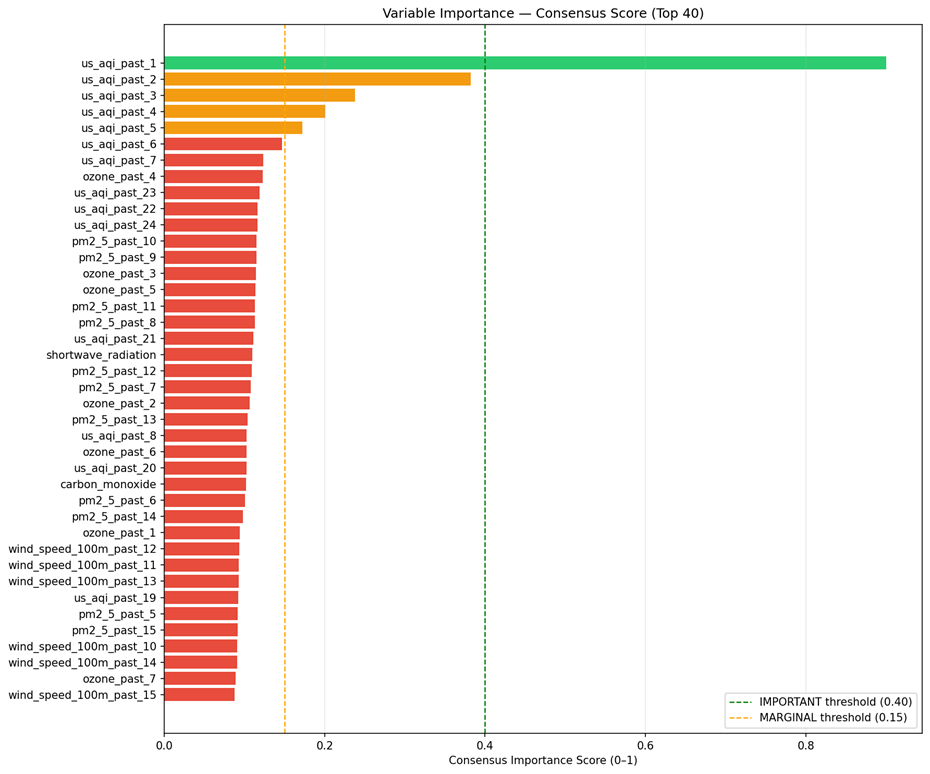 Variable Importance — Consensus Score (Top 40)
us_aqi_past_1
us_aqi_past_2
us_aqi_past_3
us_aqi_past_4
us_aqi_past_5
us_aqi_past_6
us_aqi_past_7
ozone_past_4
us_aqi_past_23
us_aqi_past_22
us_aqi_past_24
pm2_5_past_10
pm2_5_past_9
ozone_past_3
ozone_past_5
pm2_5_past_11
pm2_5_past_8
us_aqi_past_21
shortwave_radiation
pm2_5_past_12
pm2_5_past_7
ozone_past_2
pm2_5_past_13
us_aqi_past_8
ozone_past_6
us_aqi_past_20
carbon_monoxide
pm2_5_past_6
pm2_5_past_14
ozone_past_1
wind_speed_100m_past_12
wind_speed_100m_past_11
wind_speed_100m_past_13
us_aqi_past_19
pm2_5_past_5
pm2_5_past_15
wind_speed_100m_past_10
wind_speed_100m_past_14
ozone_past_7
wind_speed_100m_past_15
IMPORTANT threshold (0.40)
MARGINAL threshold (0.15)
0.0 0.2 0.4 0.6 0.8
Consensus Importance Score (0–1)